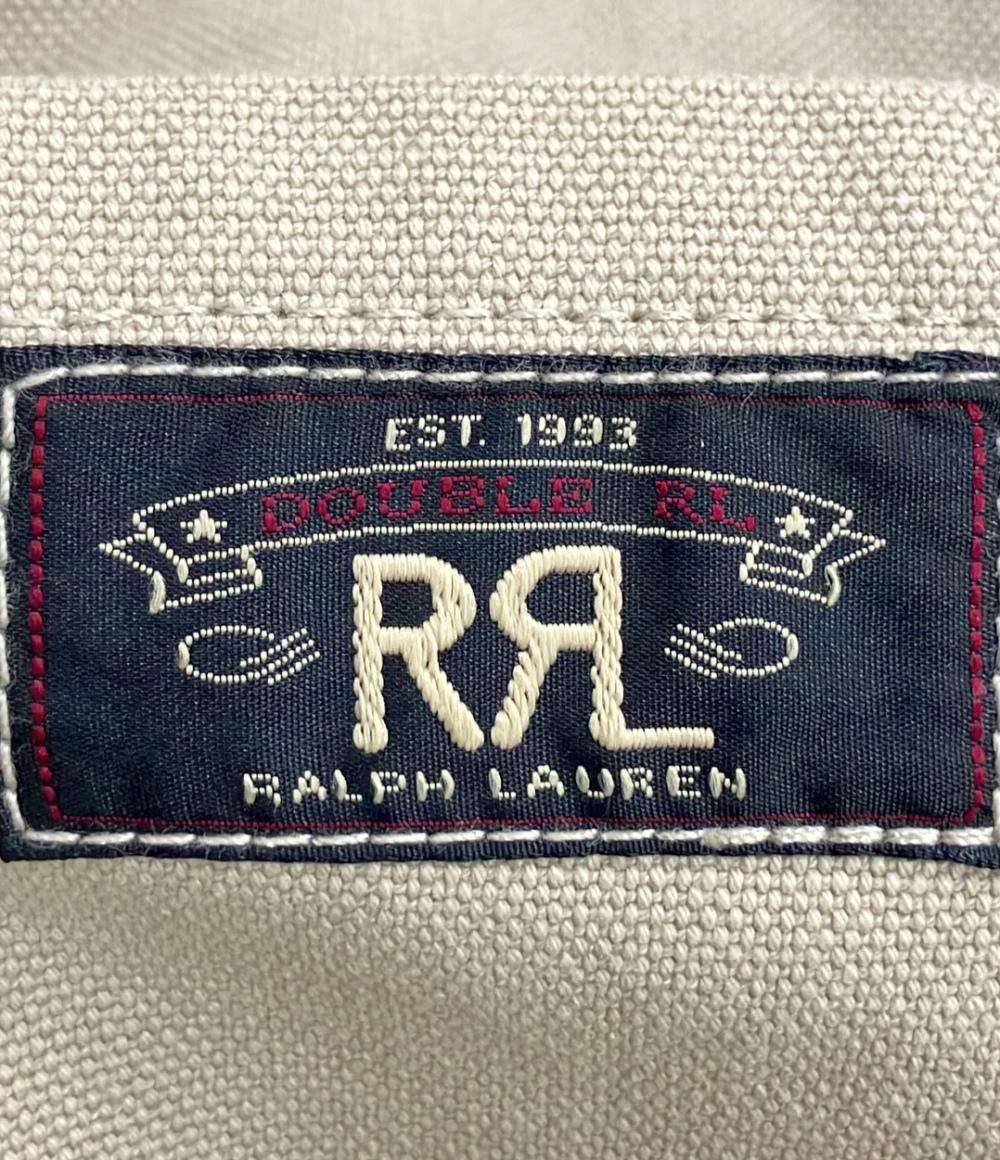 EST. 1993
DOUBLE RL
RRL
RALPH LAUREN